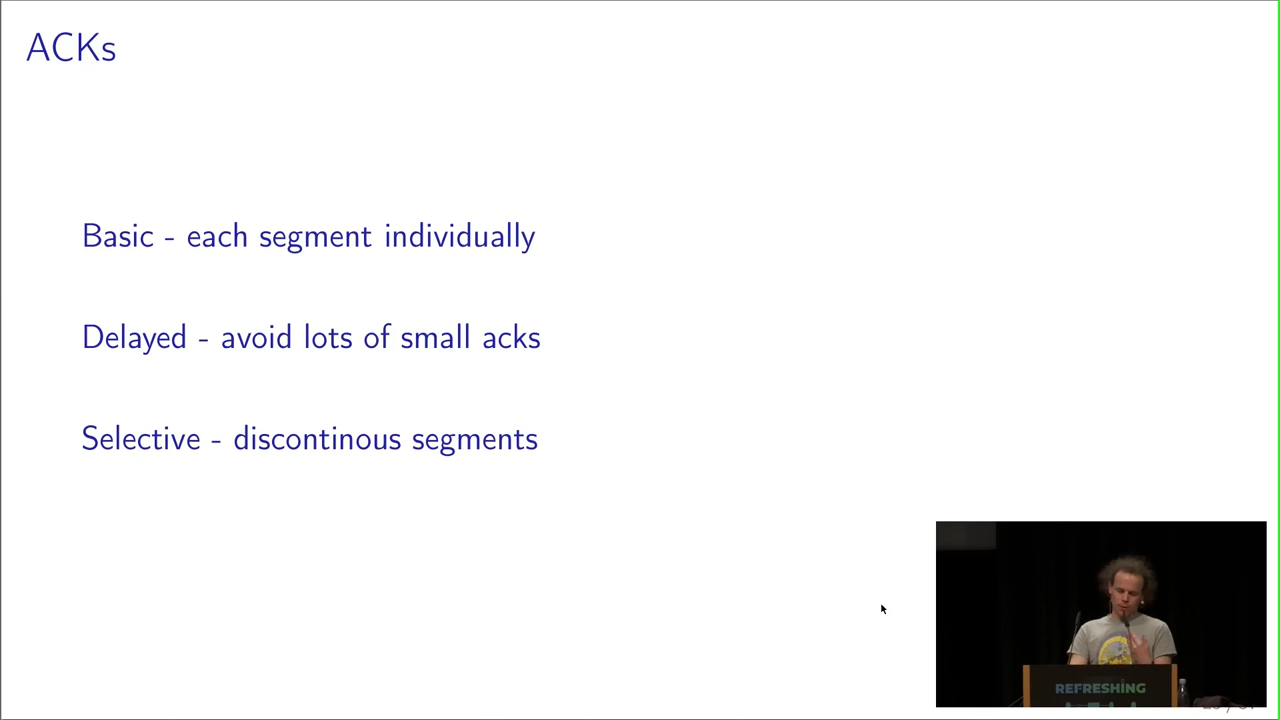 ACKs
Basic - each segment individually
Delayed - avoid lots of small acks
Selective - discontinous segments
REFRESHING